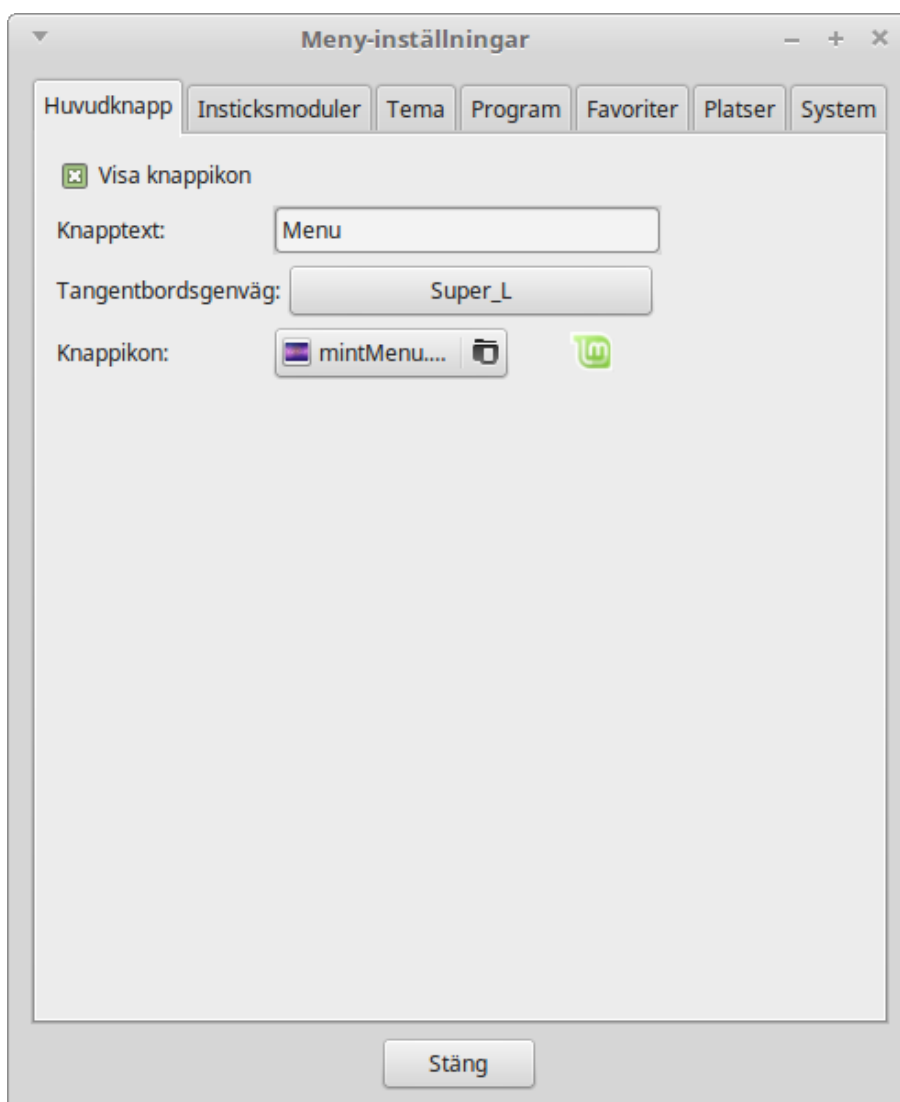 Meny-inställningar
Huvudknapp Insticksmoduler Tema Program Favoriter Platser System
Visa knappikon
Knapptext: Menu
Tangentbordsgenväg: Super_L
Knappikon: mintMenu....
Stäng